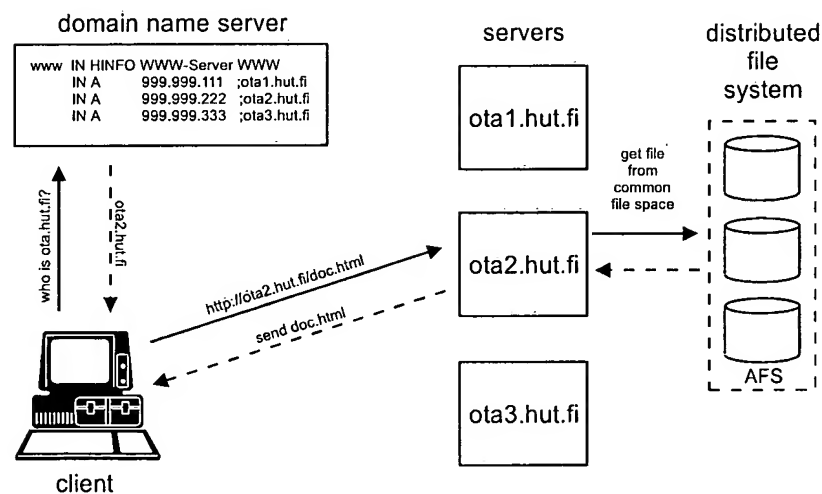 domain name server
www IN HINFO WWW-Server WWW
IN A 999.999.111 ;ota1.hut.fi
IN A 999.999.222 ;ota2.hut.fi
IN A 999.999.333 ;ota3.hut.fi
who is ota.hut.fi?
ota2.hut.fi
client
http://ota2.hut.fi/doc.html
send doc.html
servers
ota1.hut.fi
ota2.hut.fi
ota3.hut.fi
get file
from
common
file space
distributed
file
system
AFS